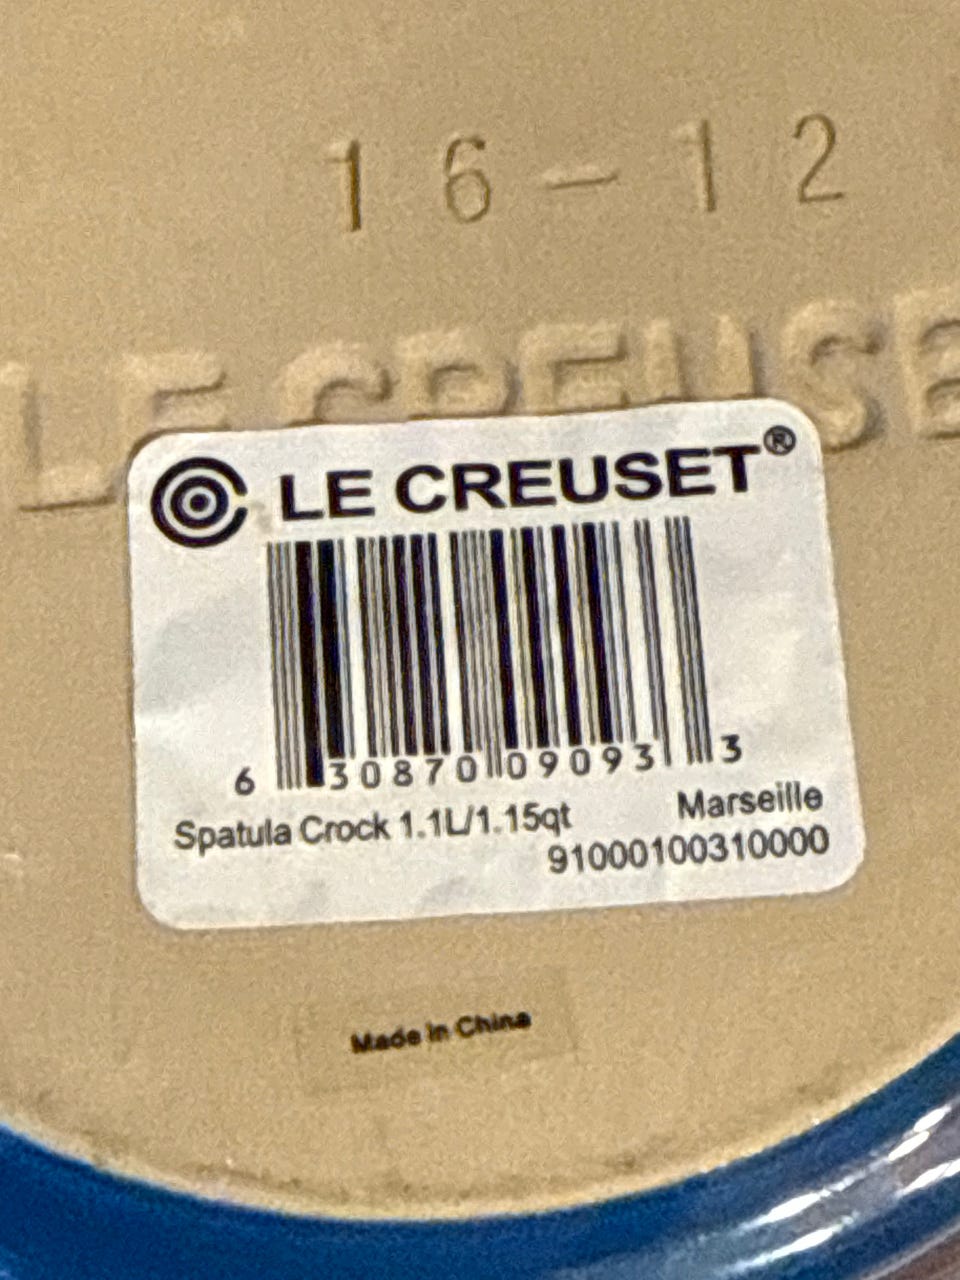 16-12
LE CREUSE
LE CREUSET®
6 30870 09093 3
Spatula Crock 1.1L/1.15qt
Marseille
91000100310000
Made in China